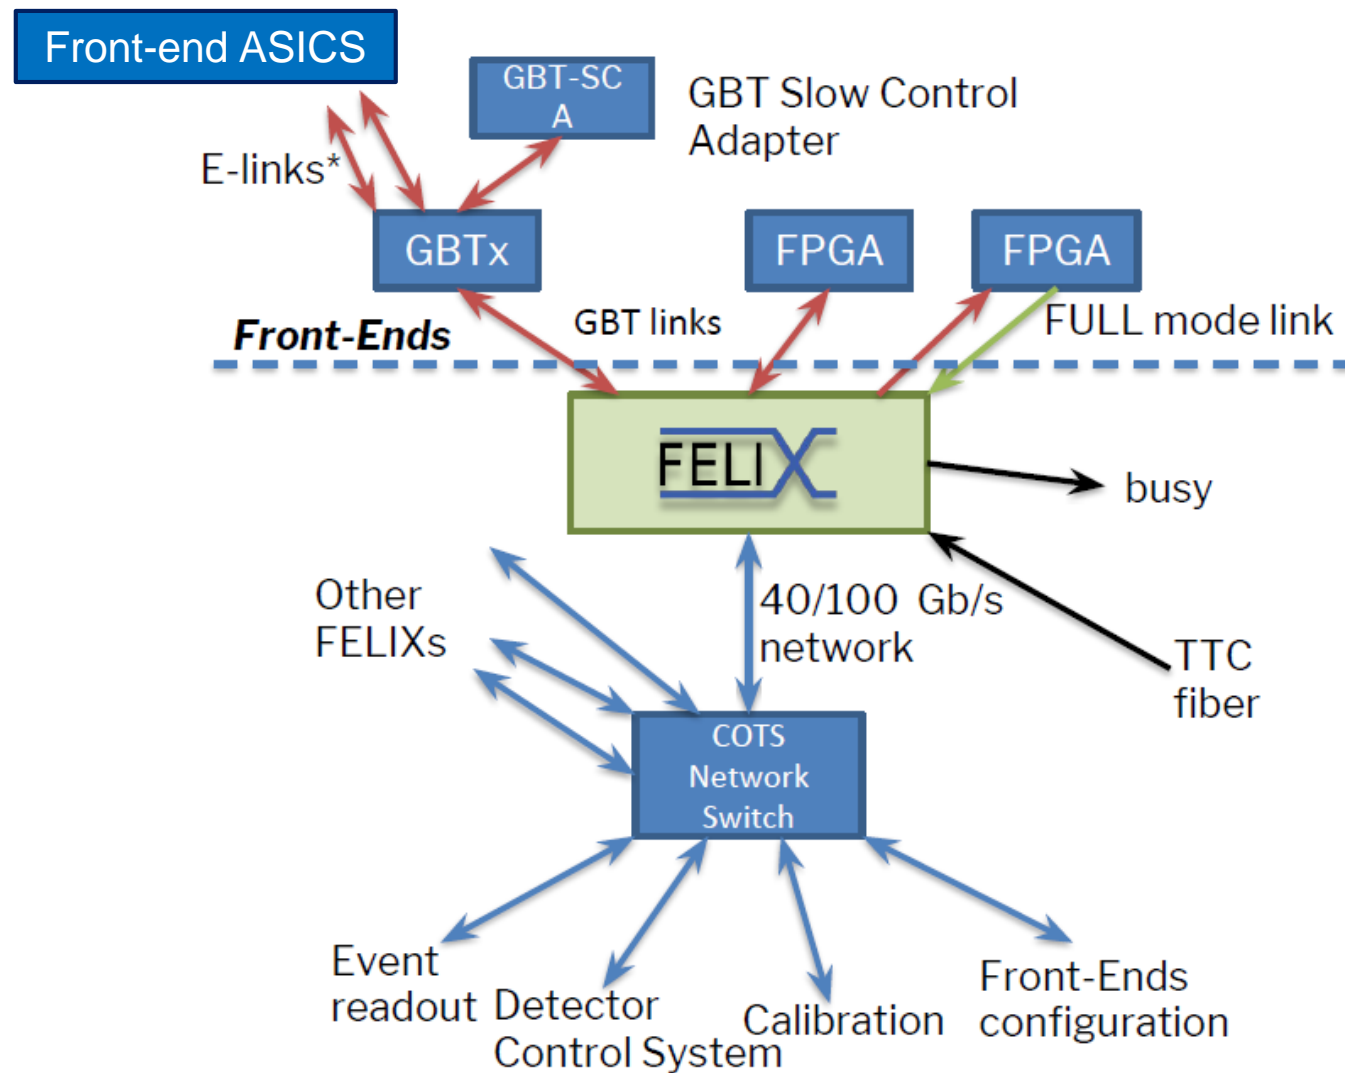 Front-end ASICS
GBT-SC
A
GBT Slow Control
Adapter
E-links*
GBTx
FPGA
FPGA
Front-Ends
GBT links
FULL mode link
FELIX
busy
Other
FELIXs
40/100 Gb/s
network
TTC
fiber
COTS
Network
Switch
Event
readout
Detector
Control System
Calibration
Front-Ends
configuration